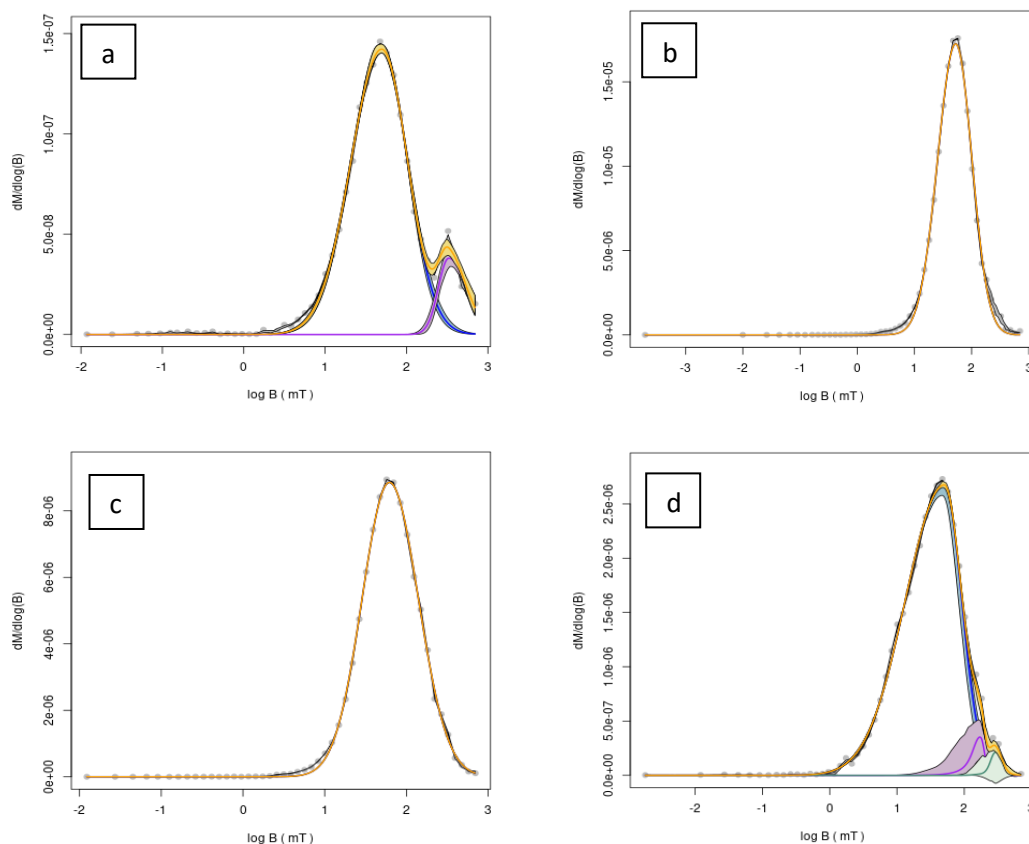 a
dM/dlog(B)
0.0e+00 5.0e-08 1.0e-07 1.5e-07
-2 -1 0 1 2 3
log B ( mT )
b
dM/dlog(B)
0.0e+00 5.0e-06 1.0e-05 1.5e-05
-3 -2 -1 0 1 2 3
log B ( mT )
c
dM/dlog(B)
0e+00 2e-06 4e-06 6e-06 8e-06
-2 -1 0 1 2 3
log B ( mT )
d
dM/dlog(B)
0.0e+00 5.0e-07 1.0e-06 1.5e-06 2.0e-06 2.5e-06
-2 -1 0 1 2 3
log B ( mT )